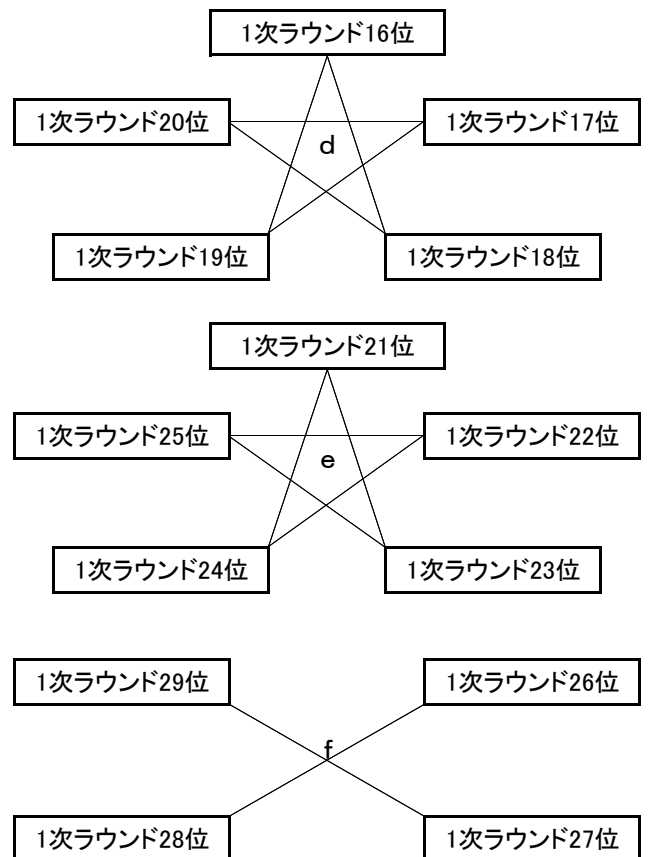 1次ラウンド16位
1次ラウンド20位
1次ラウンド17位
d
1次ラウンド19位
1次ラウンド18位
1次ラウンド21位
1次ラウンド25位
1次ラウンド22位
e
1次ラウンド24位
1次ラウンド23位
1次ラウンド29位
1次ラウンド26位
f
1次ラウンド28位
1次ラウンド27位